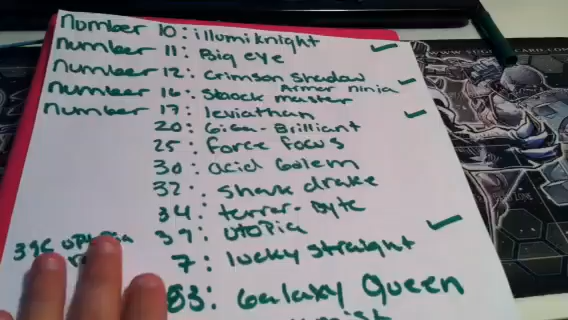 Number 10: illumiknight
Number 11: Big eye
Number 12: crimson shadow
Armor ninja
Number 16: shock master
Number 17: leviathan
20: Giga-Brilliant
25: force focus
30: acid Golem
32: shark drake
34: terror-byte
39: utopia
39C utopia
7: lucky straight
83: Galaxy Queen